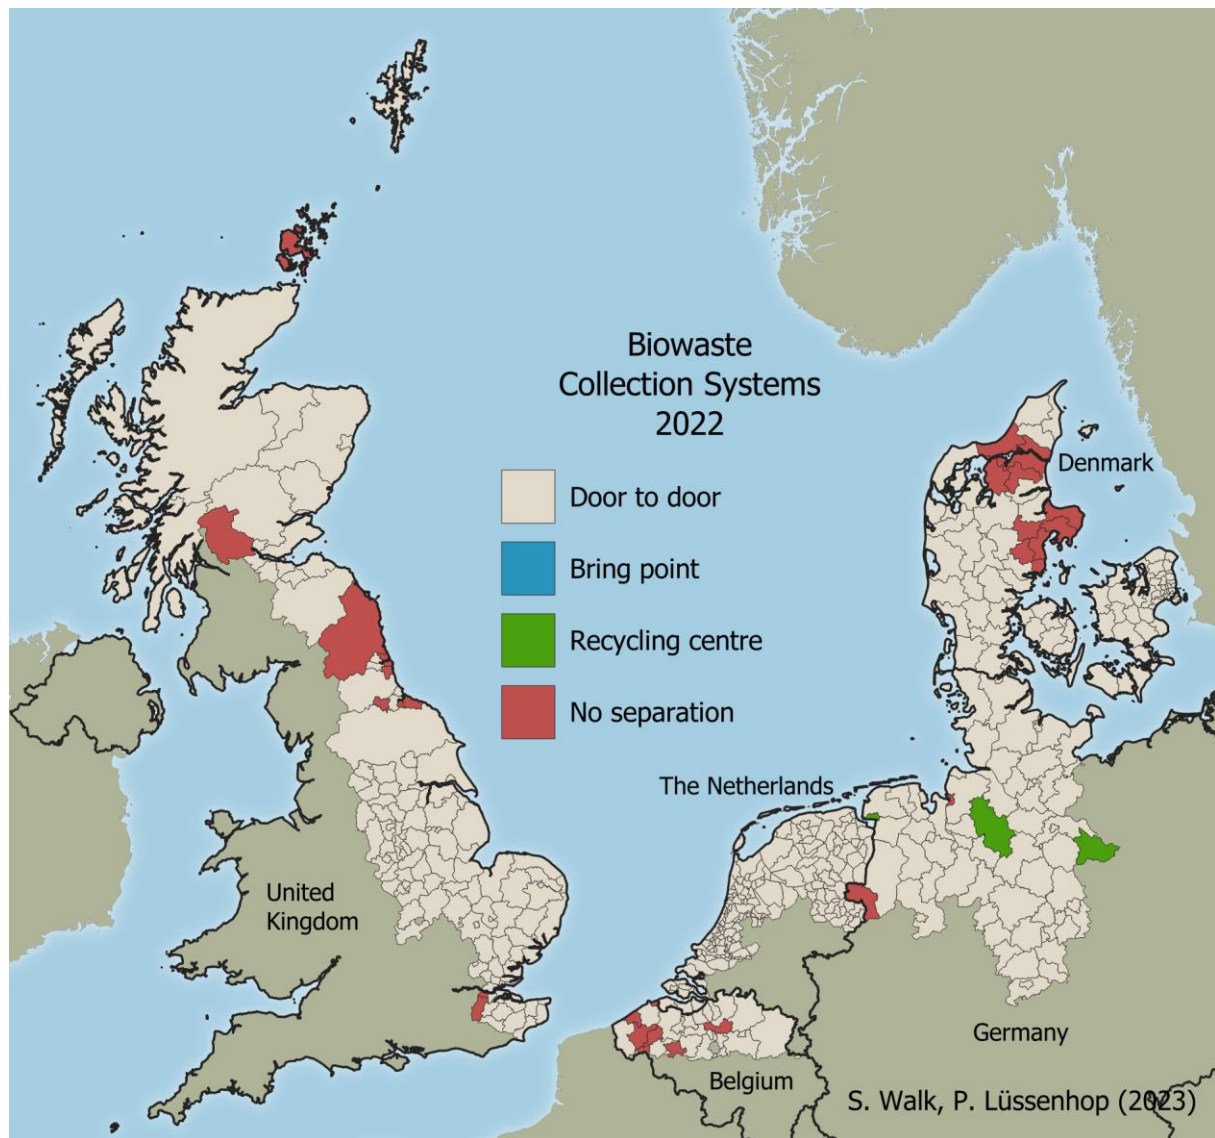 Biowaste
Collection Systems
2022
Door to door
Bring point
Recycling centre
No separation
Denmark
The Netherlands
United
Kingdom
Germany
Belgium
S. Walk, P. Lüssenhop (2023)